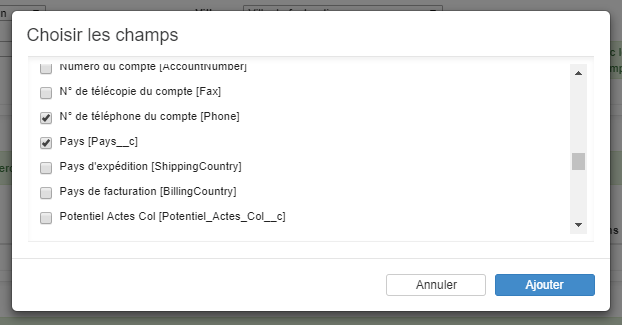 Choisir les champs
Numéro du compte [AccountNumber]
N° de télécopie du compte [Fax]
N° de téléphone du compte [Phone]
Pays [Pays__c]
Pays d'expédition [ShippingCountry]
Pays de facturation [BillingCountry]
Potentiel Actes Col [Potentiel_Actes_Col__c]
Annuler
Ajouter